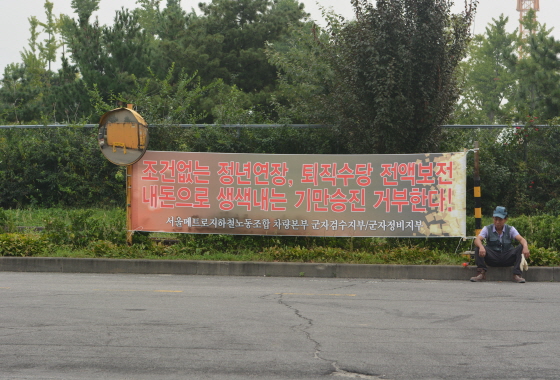 조건없는 정년연장, 퇴직수당 전액보전
내돈으로 생색내는 기만승진 거부한다!
서울메트로지하철노동조합 차량본부 군자검수지부/군자정비지부